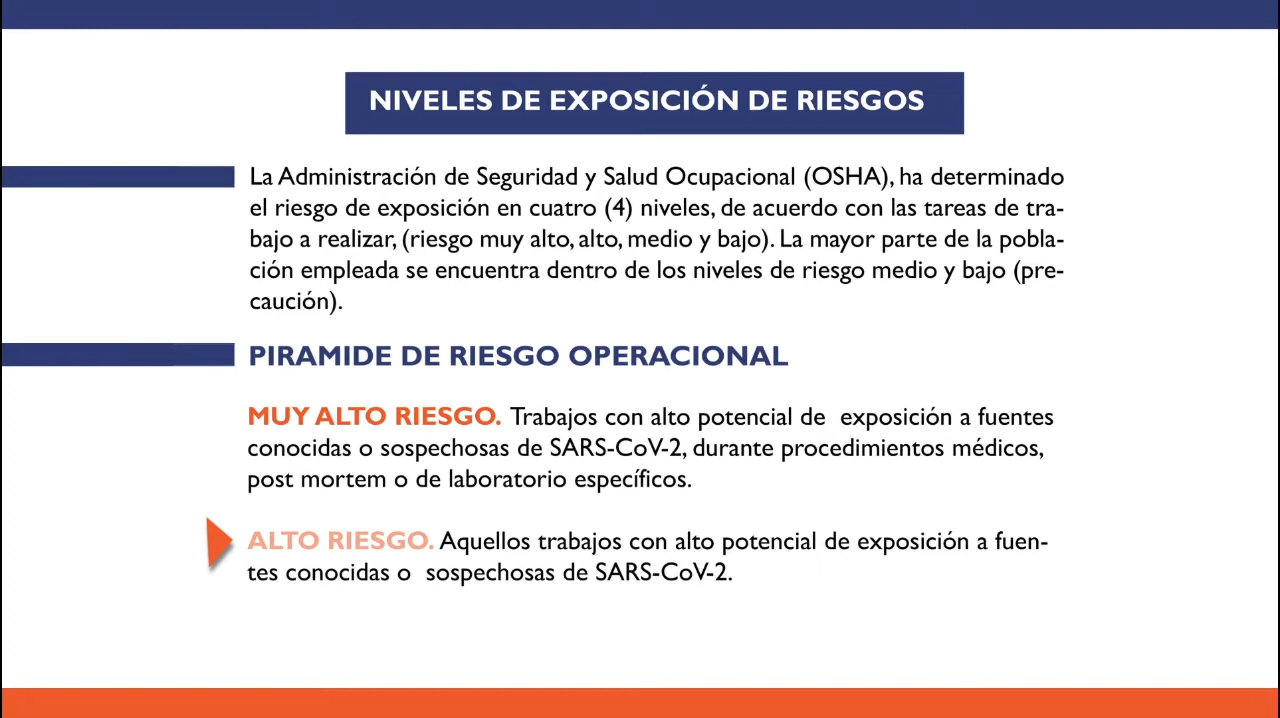 NIVELES DE EXPOSICIÓN DE RIESGOS
La Administración de Seguridad y Salud Ocupacional (OSHA), ha determinado
el riesgo de exposición en cuatro (4) niveles, de acuerdo con las tareas de tra-
bajo a realizar, (riesgo muy alto, alto, medio y bajo). La mayor parte de la pobla-
ción empleada se encuentra dentro de los niveles de riesgo medio y bajo (pre-
caución).
PIRAMIDE DE RIESGO OPERACIONAL
MUY ALTO RIESGO. Trabajos con alto potencial de exposición a fuentes
conocidas o sospechosas de SARS-CoV-2, durante procedimientos médicos,
post mortem o de laboratorio específicos.
ALTO RIESGO. Aquellos trabajos con alto potencial de exposición a fuen-
tes conocidas o sospechosas de SARS-CoV-2.